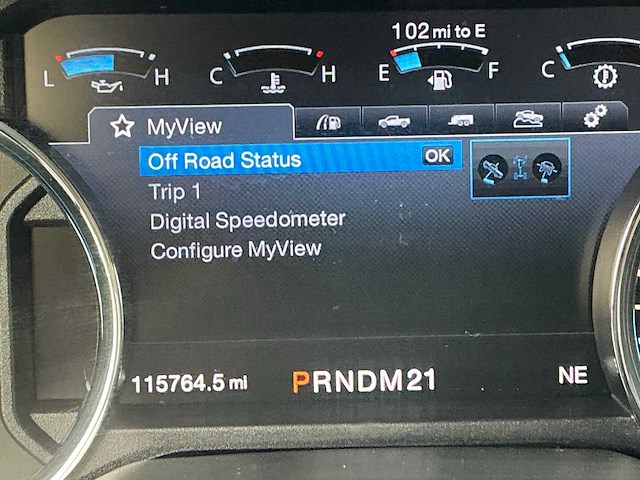 102 mi to E
L H C H E F C
MyView
Off Road Status OK
Trip 1
Digital Speedometer
Configure MyView
115764.5 mi PRNDM21 NE